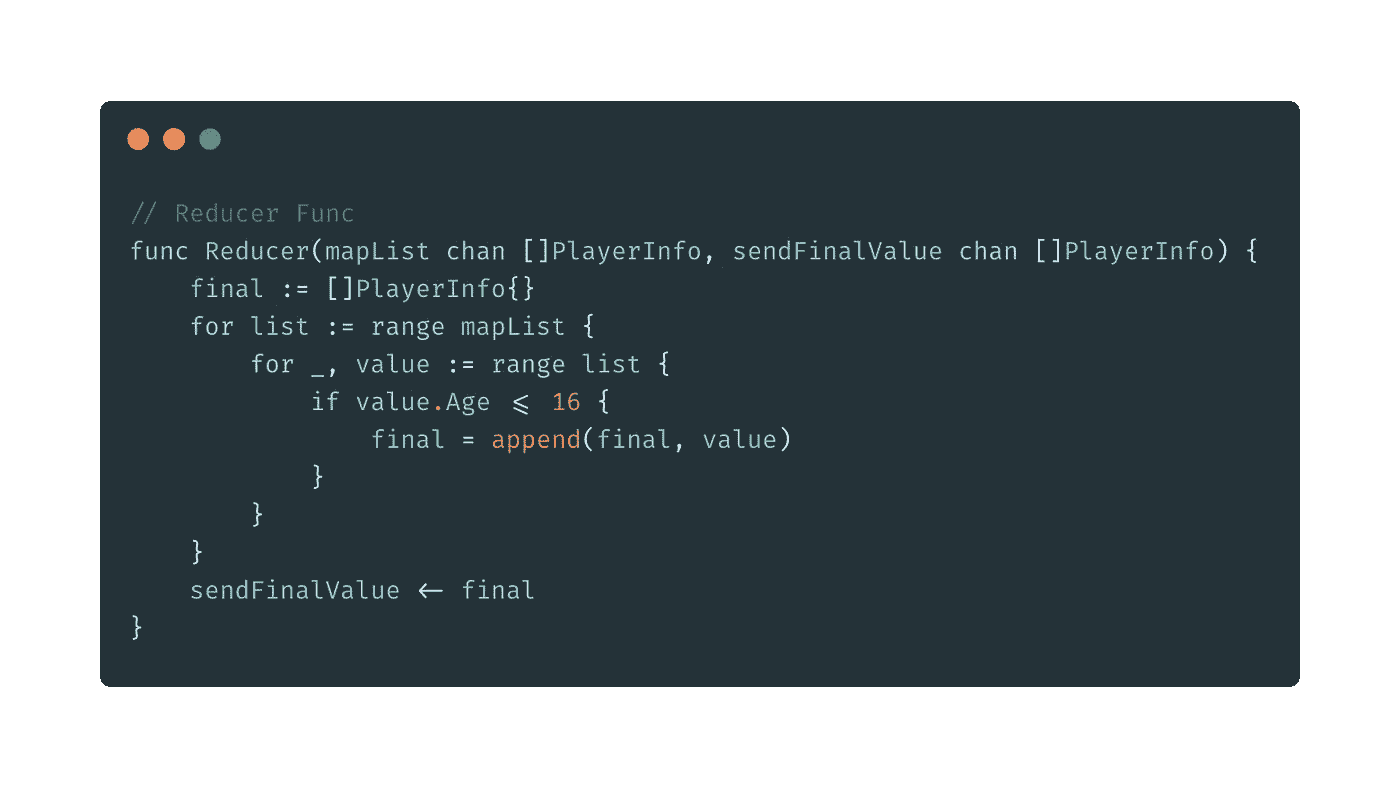 // Reducer Func
func Reducer(mapList chan []PlayerInfo, sendFinalValue chan []PlayerInfo) {
    final := []PlayerInfo{}
    for list := range mapList {
        for _, value := range list {
            if value.Age <= 16 {
                final = append(final, value)
            }
        }
    }
    sendFinalValue <- final
}